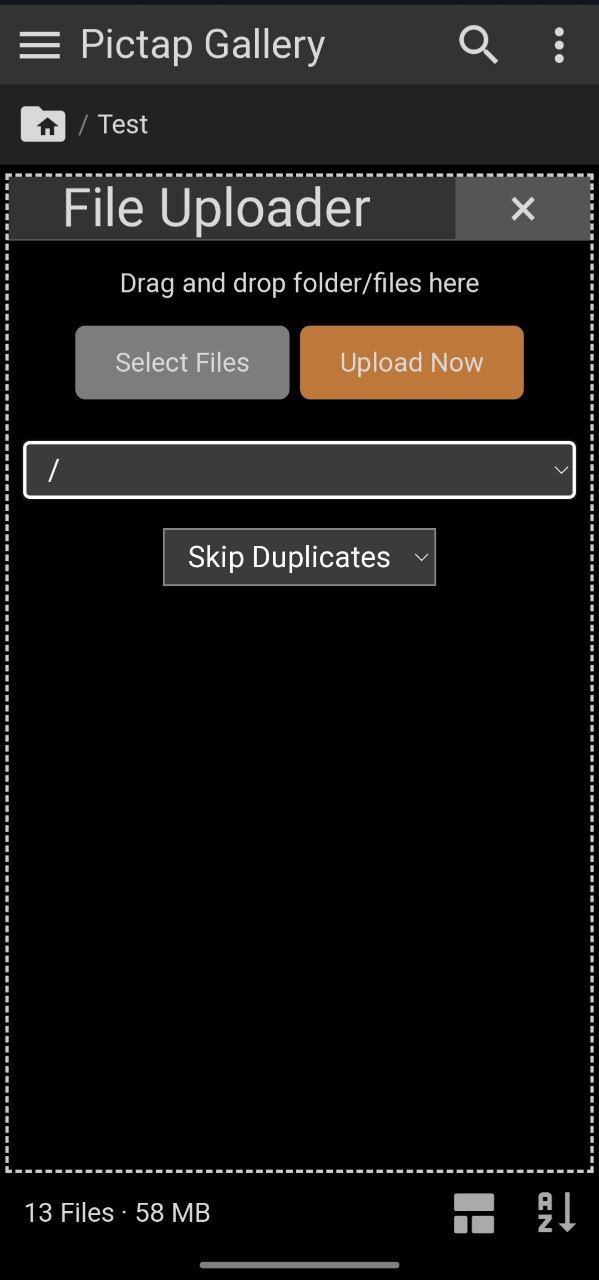 Pictap Gallery
/ Test
File Uploader ×
Drag and drop folder/files here
Select Files Upload Now
/
Skip Duplicates
13 Files · 58 MB
A
Z